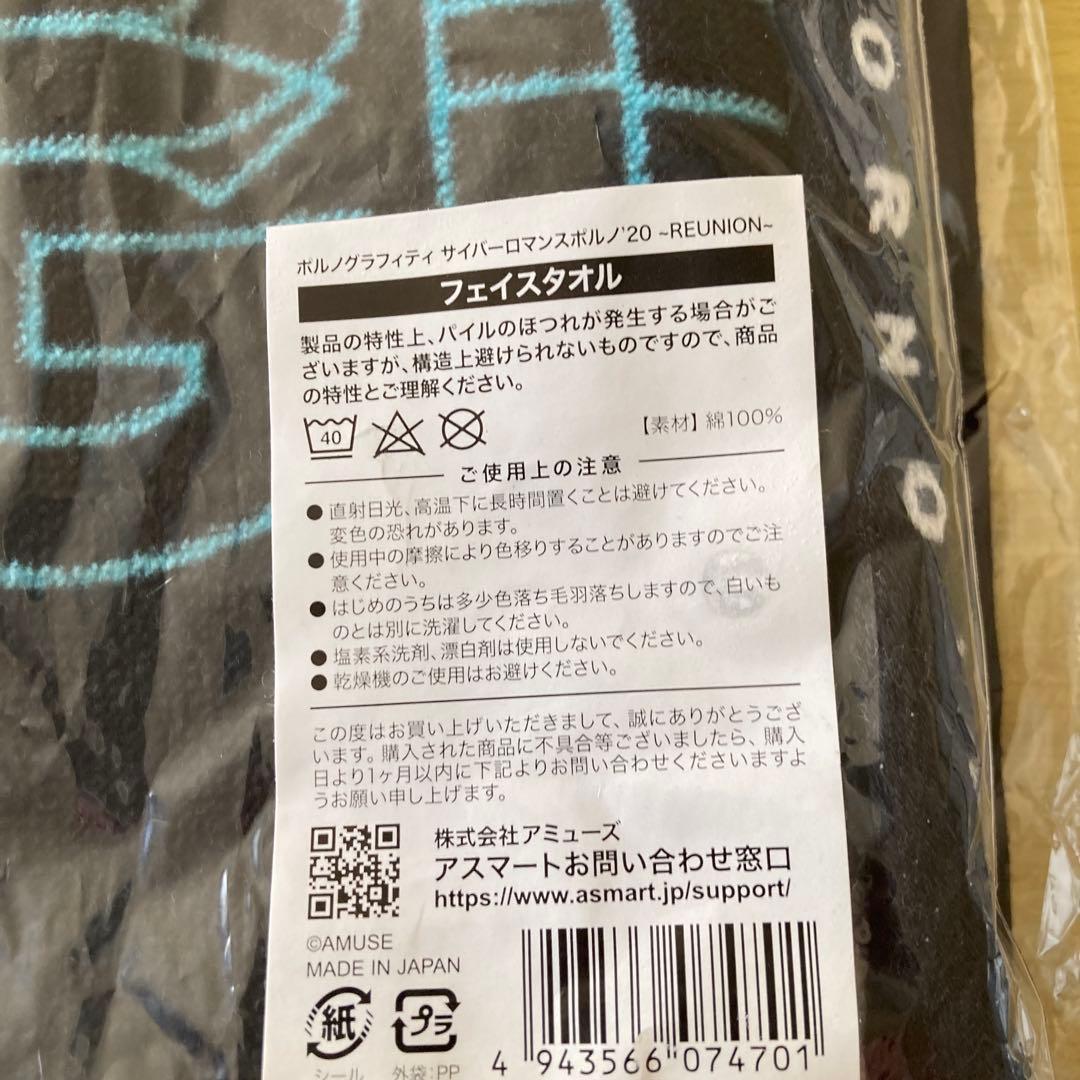 ORNO
ポルノグラフィティ サイバーロマンスポルノ'20 ~REUNION~
フェイスタオル
製品の特性上、パイルのほつれが発生する場合がご
ざいますが、構造上避けられないものですので、商品
の特性とご理解ください。
40
【素材】綿100%
ご使用上の注意
● 直射日光、高温下に長時間置くことは避けてください。
変色の恐れがあります。
● 使用中の摩擦により色移りすることがありますのでご注
意ください。
● はじめのうちは多少色落ち毛羽落ちしますので、白いも
のとは別に洗濯してください。
● 塩素系洗剤、漂白剤は使用しないでください。
● 乾燥機のご使用はお避けください。
この度はお買い上げいただきまして、誠にありがとうござ
います。購入された商品に不具合等ございましたら、購入
日より1ヶ月以内に下記よりお問い合わせくださいますよ
うお願い申し上げます。
株式会社アミューズ
アスマートお問い合わせ窓口
https://www.asmart.jp/support/
©AMUSE
MADE IN JAPAN
紙
プラ
シール
外袋:PP
4 943566 074701